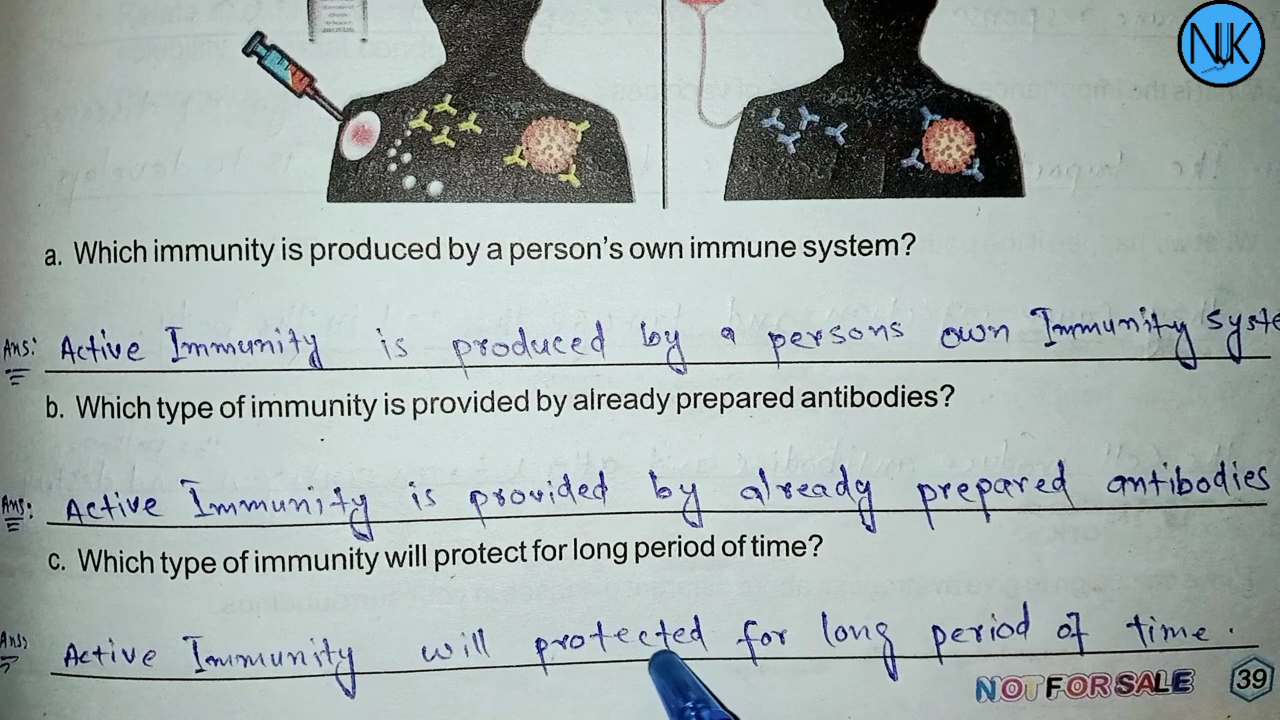 NJK
a. Which immunity is produced by a person's own immune system?
Ans: Active Immunity is produced by a persons own Immunity syste
b. Which type of immunity is provided by already prepared antibodies?
Ans: Active Immunity is provided by already prepared antibodies
c. Which type of immunity will protect for long period of time?
Ans: Active Immunity will protected for long period of time.
NOT FOR SALE 39